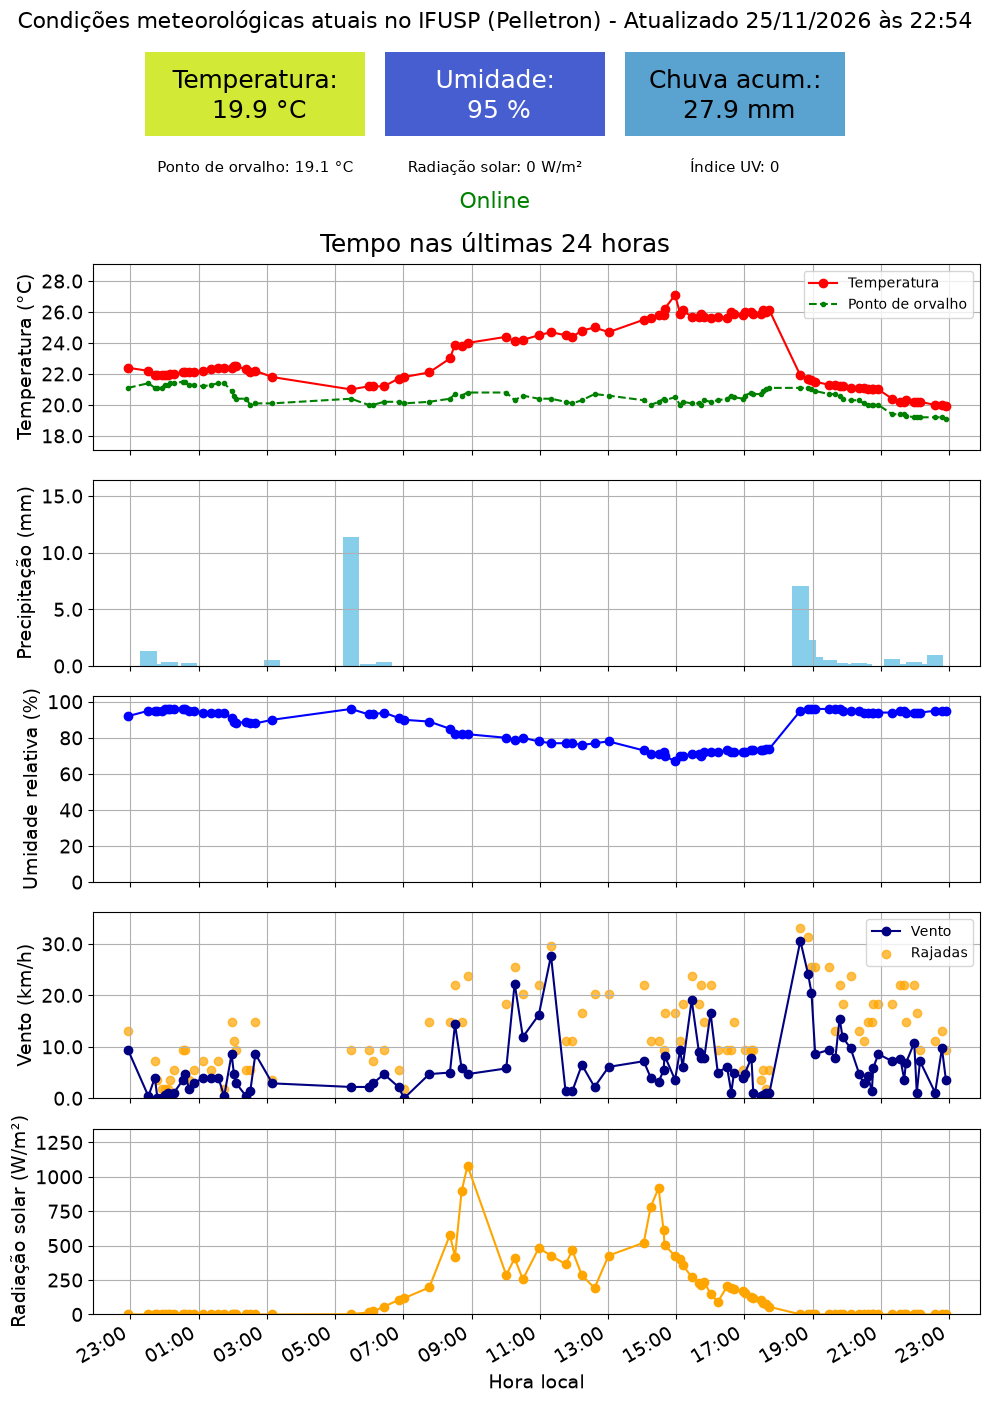 Condições meteorológicas atuais no IFUSP (Pelletron) - Atualizado 25/11/2026 às 22:54
Temperatura:
19.9 °C
Umidade:
95 %
Chuva acum.:
27.9 mm
Ponto de orvalho: 19.1 °C
Radiação solar: 0 W/m²
Índice UV: 0
Online
Tempo nas últimas 24 horas
Temperatura (°C)
28.0
26.0
24.0
22.0
20.0
18.0
Temperatura
Ponto de orvalho
Precipitação (mm)
15.0
10.0
5.0
0.0
Umidade relativa (%)
100
80
60
40
20
0
Vento (km/h)
30.0
20.0
10.0
0.0
Vento
Rajadas
Radiação solar (W/m²)
1250
1000
750
500
250
0
23:00
01:00
03:00
05:00
07:00
09:00
11:00
13:00
15:00
17:00
19:00
21:00
23:00
Hora local